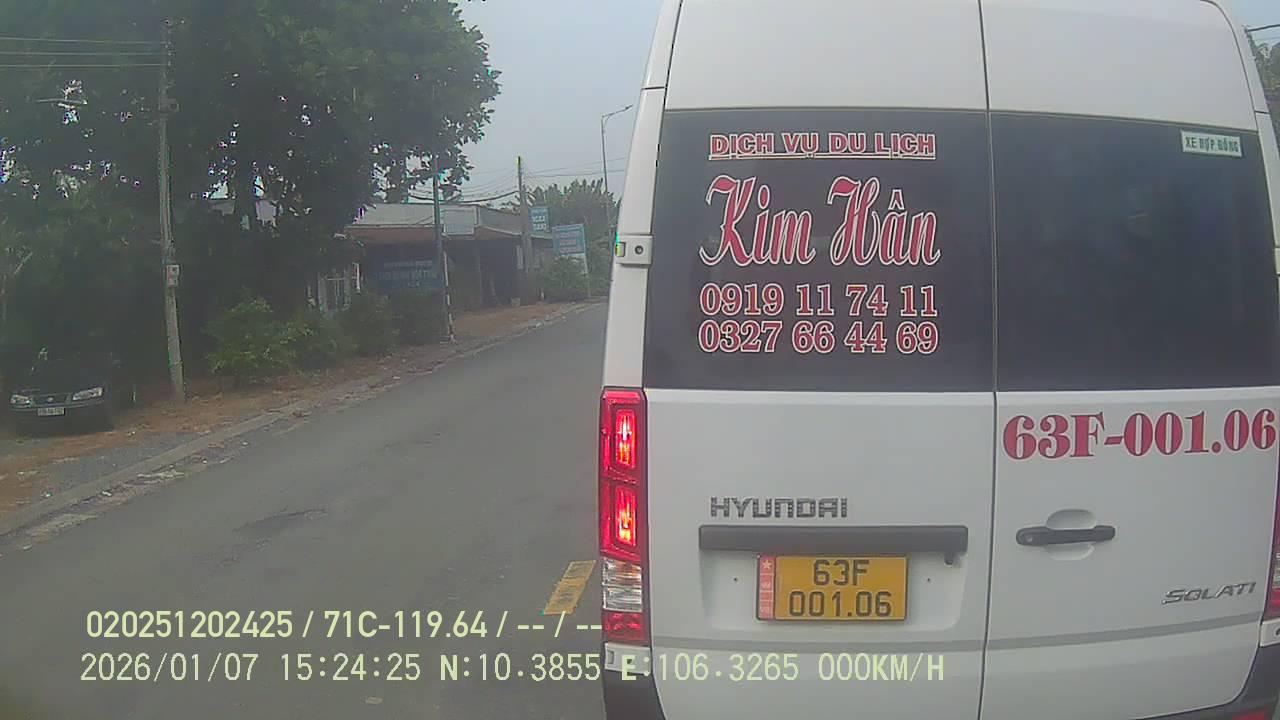 DỊCH VỤ DU LỊCH
XE HỢP ĐỒNG
Kim Hân
0919 11 74 11
0327 66 44 69
63F-001.06
HYUNDAI
63F
001.06
SOLATI
020251202425 / 71C-119.64 / -- / --
2026/01/07 15:24:25 N:10.3855 E:106.3265 000KM/H